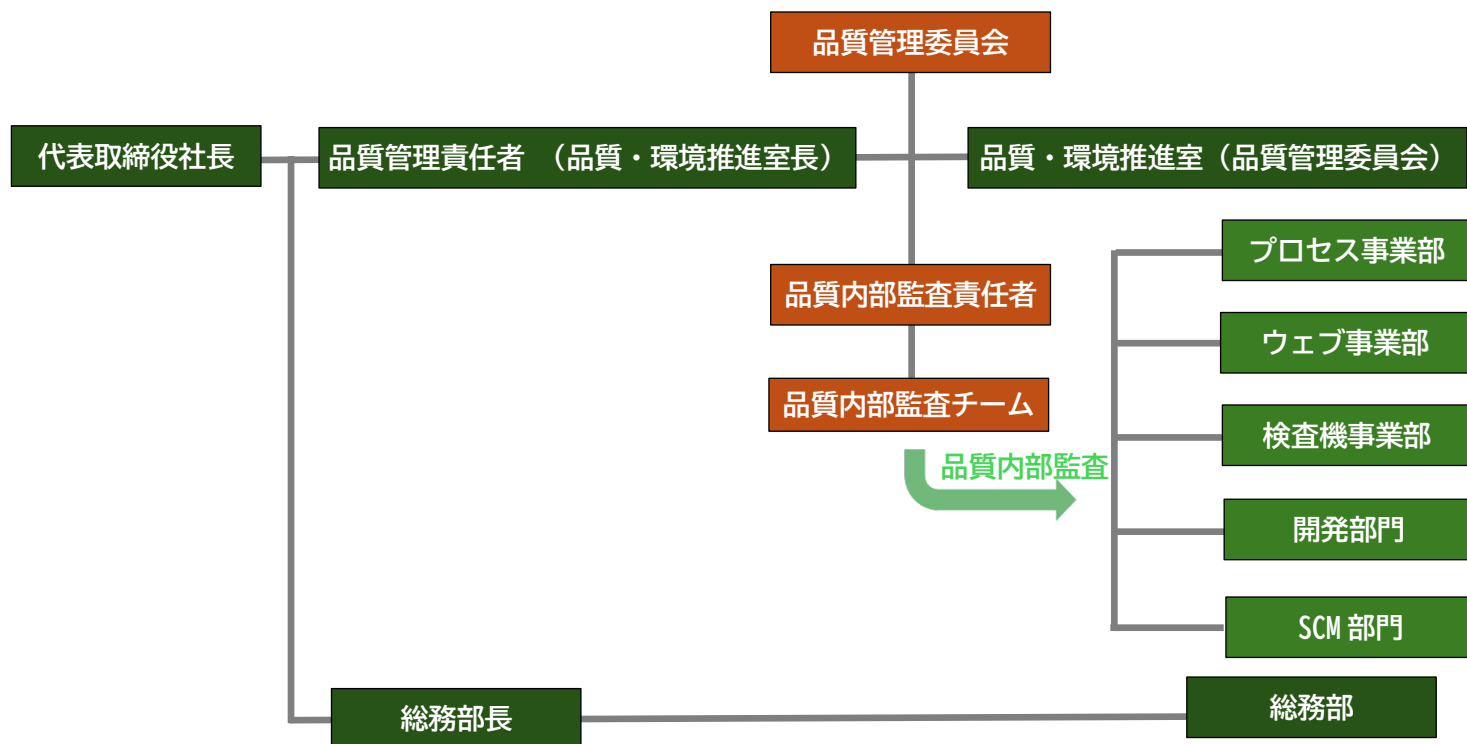 品質管理委員会
代表取締役社長
品質管理責任者 （品質・環境推進室長）
品質・環境推進室（品質管理委員会）
プロセス事業部
品質内部監査責任者
ウェブ事業部
品質内部監査チーム
検査機事業部
品質内部監査
開発部門
SCM 部門
総務部長
総務部